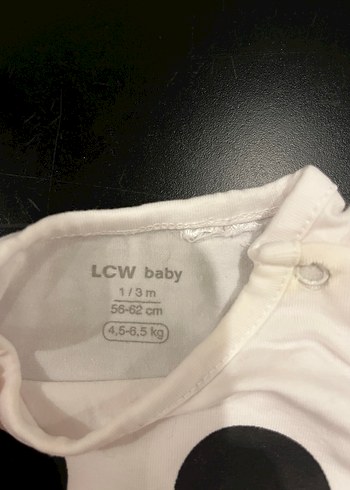 LCW baby
1 / 3 m
56-62 cm
4,5-6,5 kg